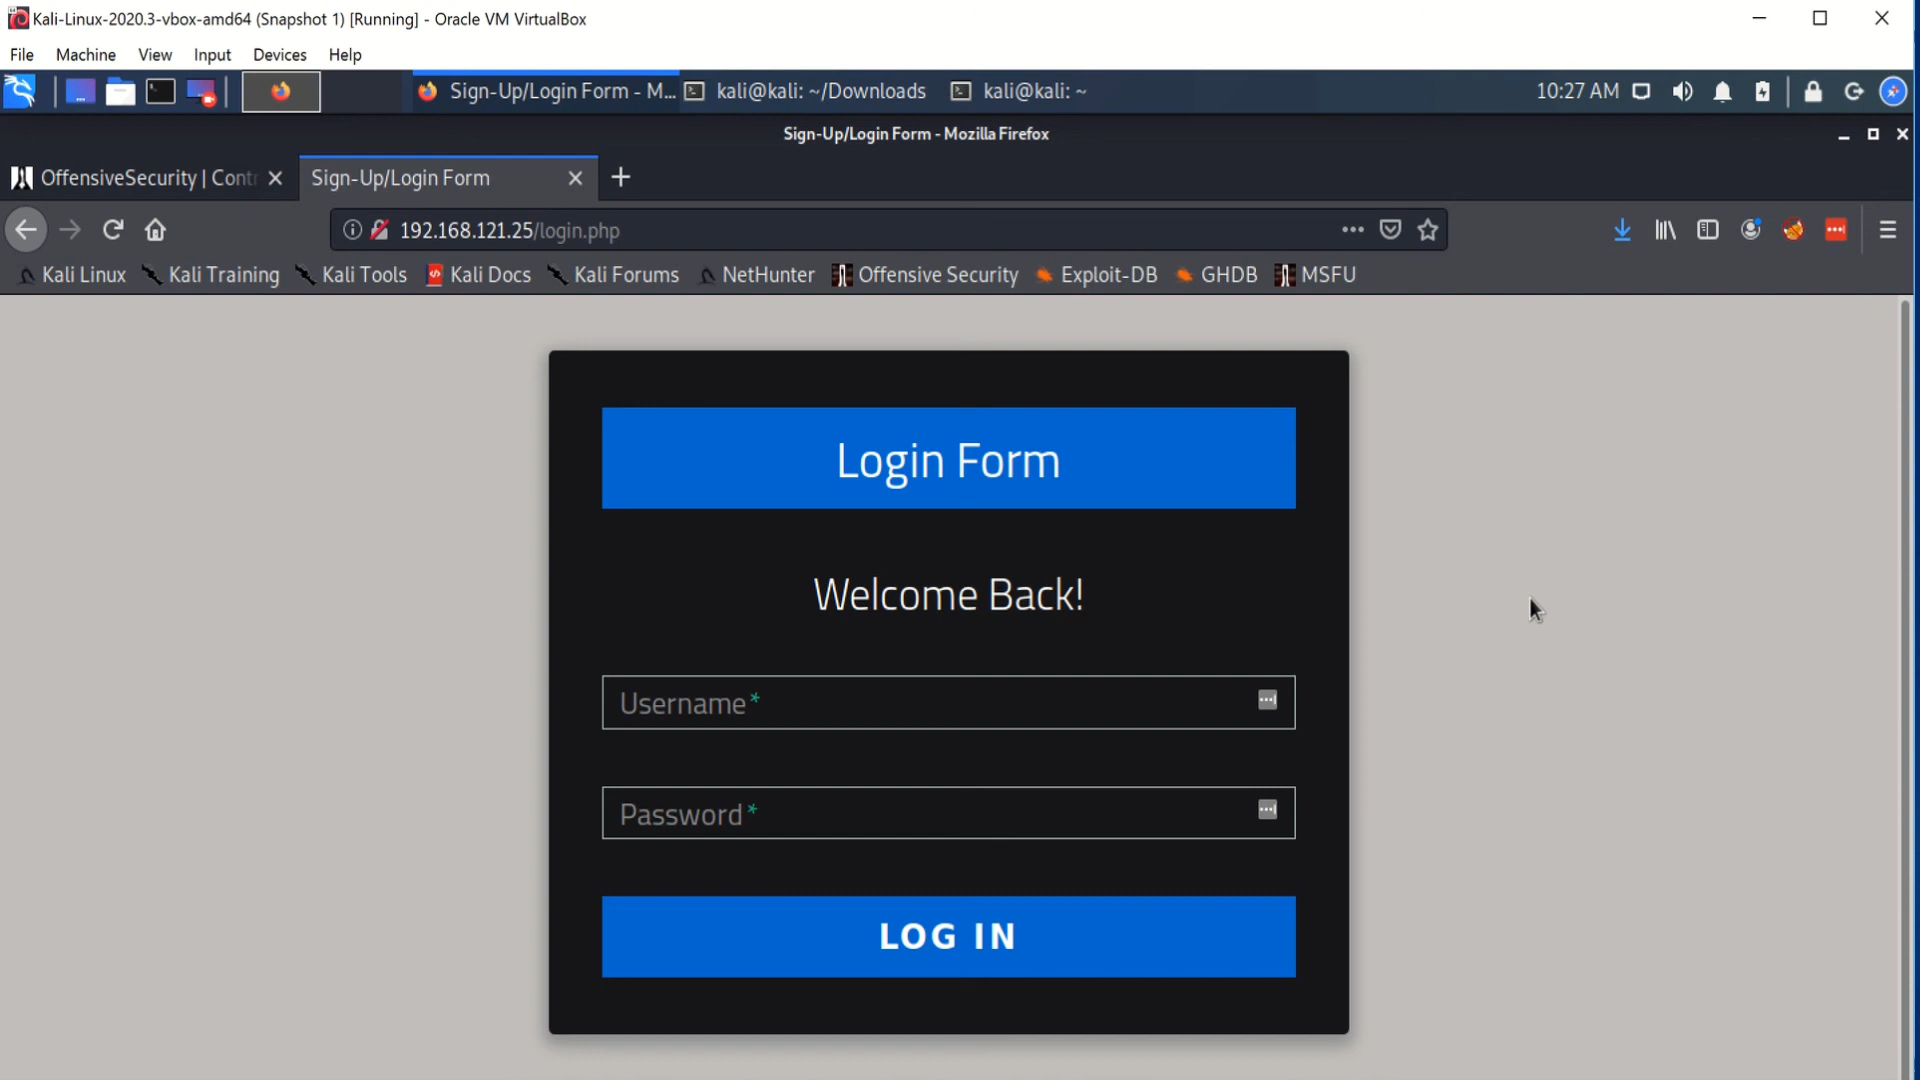 Kali-Linux-2020.3-vbox-amd64 (Snapshot 1) [Running] - Oracle VM VirtualBox
File Machine View Input Devices Help
Sign-Up/Login Form - M... kali@kali: ~/Downloads kali@kali: ~ 10:27 AM
Sign-Up/Login Form - Mozilla Firefox
OffensiveSecurity | Contr Sign-Up/Login Form
192.168.121.25/login.php
Kali Linux Kali Training Kali Tools Kali Docs Kali Forums NetHunter Offensive Security Exploit-DB GHDB MSFU
Login Form
Welcome Back!
Username*
Password*
LOG IN